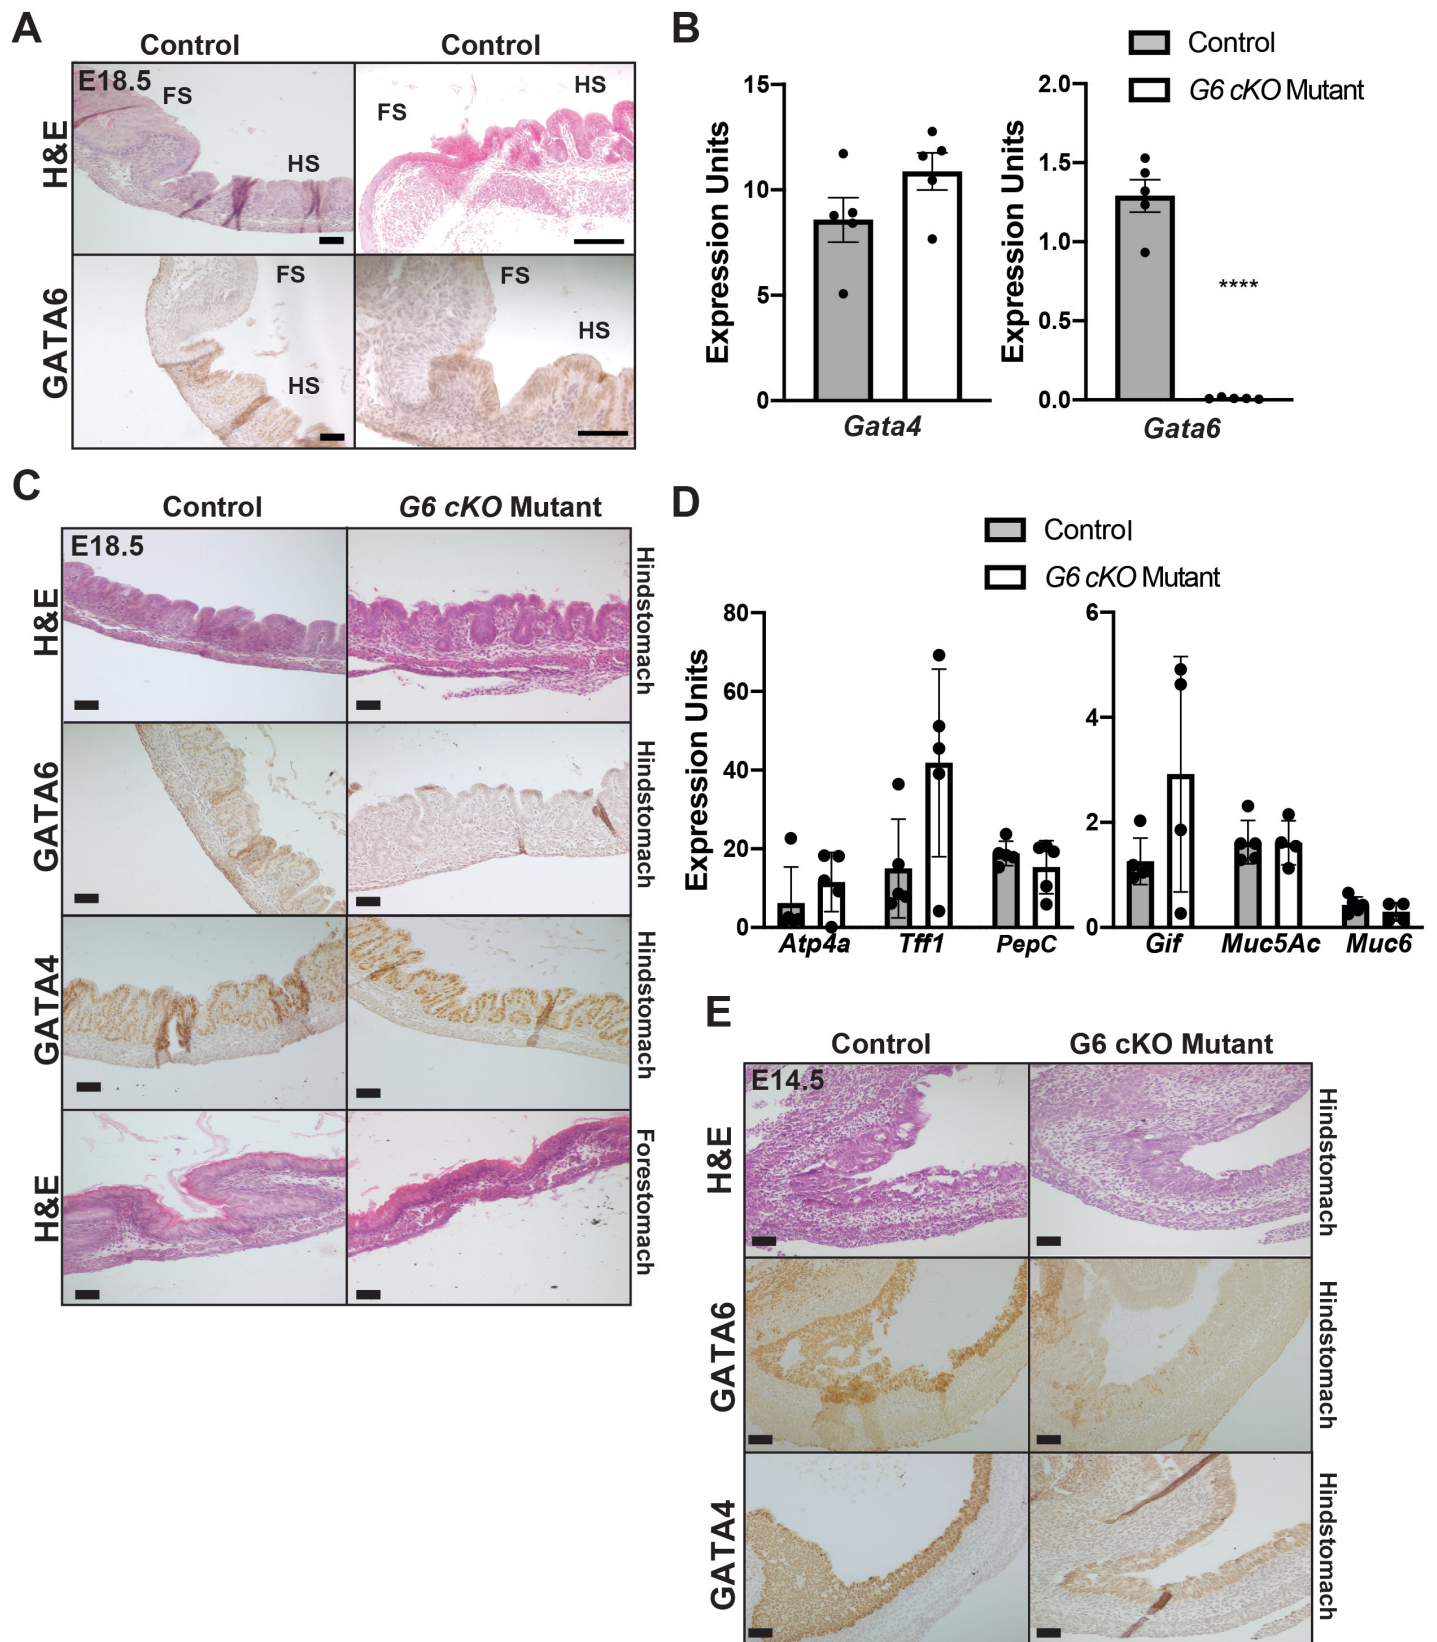 A
Control
Control
E18.5
FS
HS
FS
HS
H&E
FS
HS
FS
HS
GATA6
B
Control
G6 cKO Mutant
Expression Units
15
10
5
0
Gata4
Expression Units
2.0
1.5
1.0
0.5
0.0
****
Gata6
C
Control
G6 cKO Mutant
E18.5
H&E
Hindstomach
GATA6
Hindstomach
GATA4
Hindstomach
H&E
Forestomach
D
Control
G6 cKO Mutant
Expression Units
80
60
40
20
0
Atp4a
Tff1
PepC
6
4
2
0
Gif
Muc5Ac
Muc6
E
Control
G6 cKO Mutant
E14.5
H&E
Hindstomach
GATA6
Hindstomach
GATA4
Hindstomach